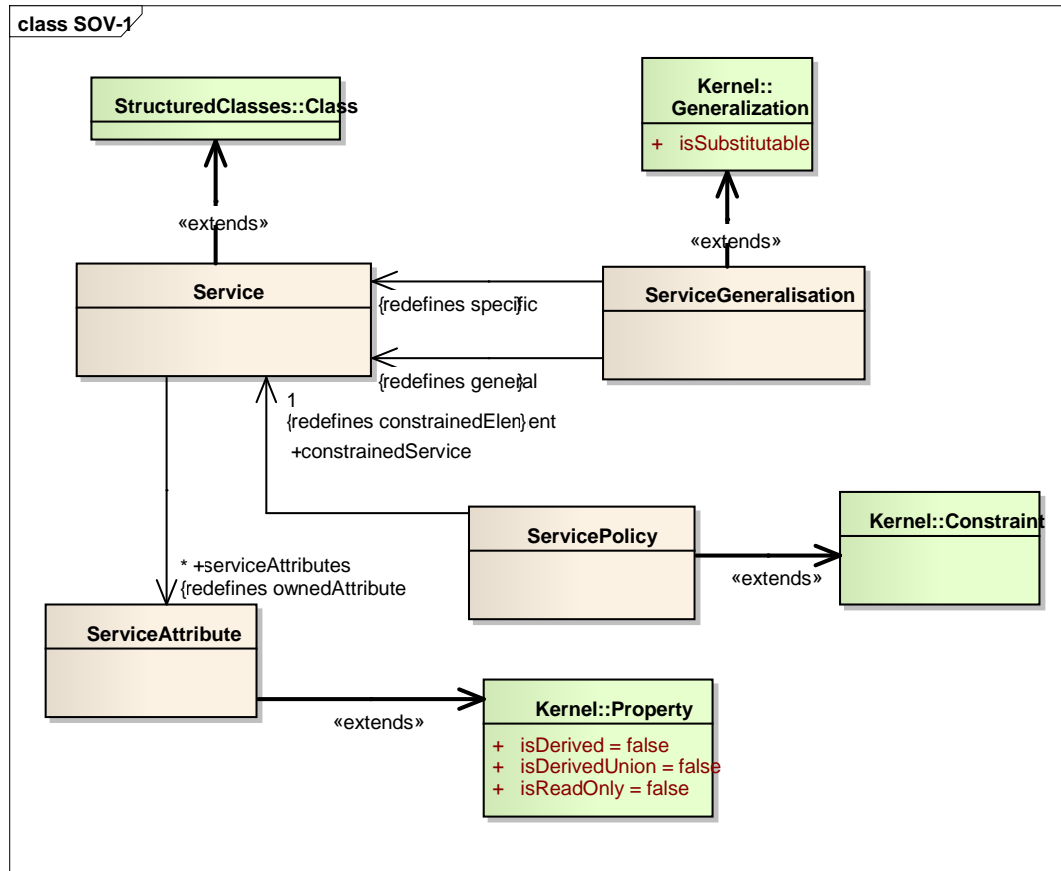 class SOV-1
StructuredClasses::Class
Kernel::
Generalization
+ isSubstitutable
«extends»
«extends»
Service
ServiceGeneralisation
{redefines specific}
{redefines general}
1
{redefines constrainedElement}
+constrainedService
ServicePolicy
Kernel::Constraint
«extends»
* +serviceAttributes
{redefines ownedAttribute
ServiceAttribute
«extends»
Kernel::Property
+ isDerived = false
+ isDerivedUnion = false
+ isReadOnly = false